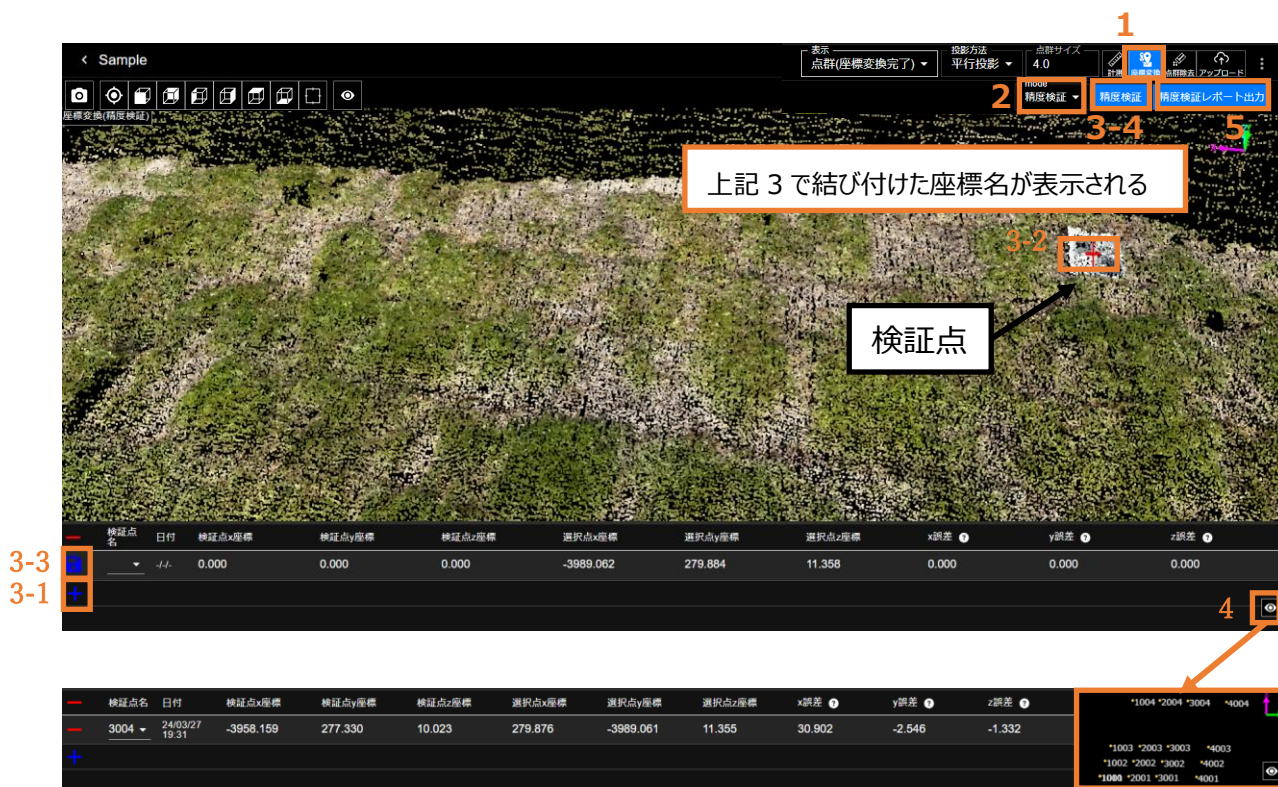 1
‹ Sample
表示 投影方法 点群サイズ
点群(座標変換完了) 平行投影 4.0
計測 座標変換 点群除去 アップロード
mode
2 精度検証 精度検証 精度検証レポート出力
座標変換(精度検証)
3-4 5
上記 3 で結び付けた座標名が表示される
3-2
検証点
検証点名 日付 検証点x座標 検証点y座標 検証点z座標 選択点x座標 選択点y座標 選択点z座標 x誤差 ? y誤差 ? z誤差 ?
3-3 -/-/- 0.000 0.000 0.000 -3989.062 279.884 11.358 0.000 0.000 0.000
3-1
4
検証点名 日付 検証点x座標 検証点y座標 検証点z座標 選択点x座標 選択点y座標 選択点z座標 x誤差 ? y誤差 ? z誤差 ?
3004 24/03/27 19:31 -3958.159 277.330 10.023 279.876 -3989.061 11.355 30.902 -2.546 -1.332
*1004 *2004 *3004 *4004
*1003 *2003 *3003 *4003
*1002 *2002 *3002 *4002
*2001 *3001 *4001